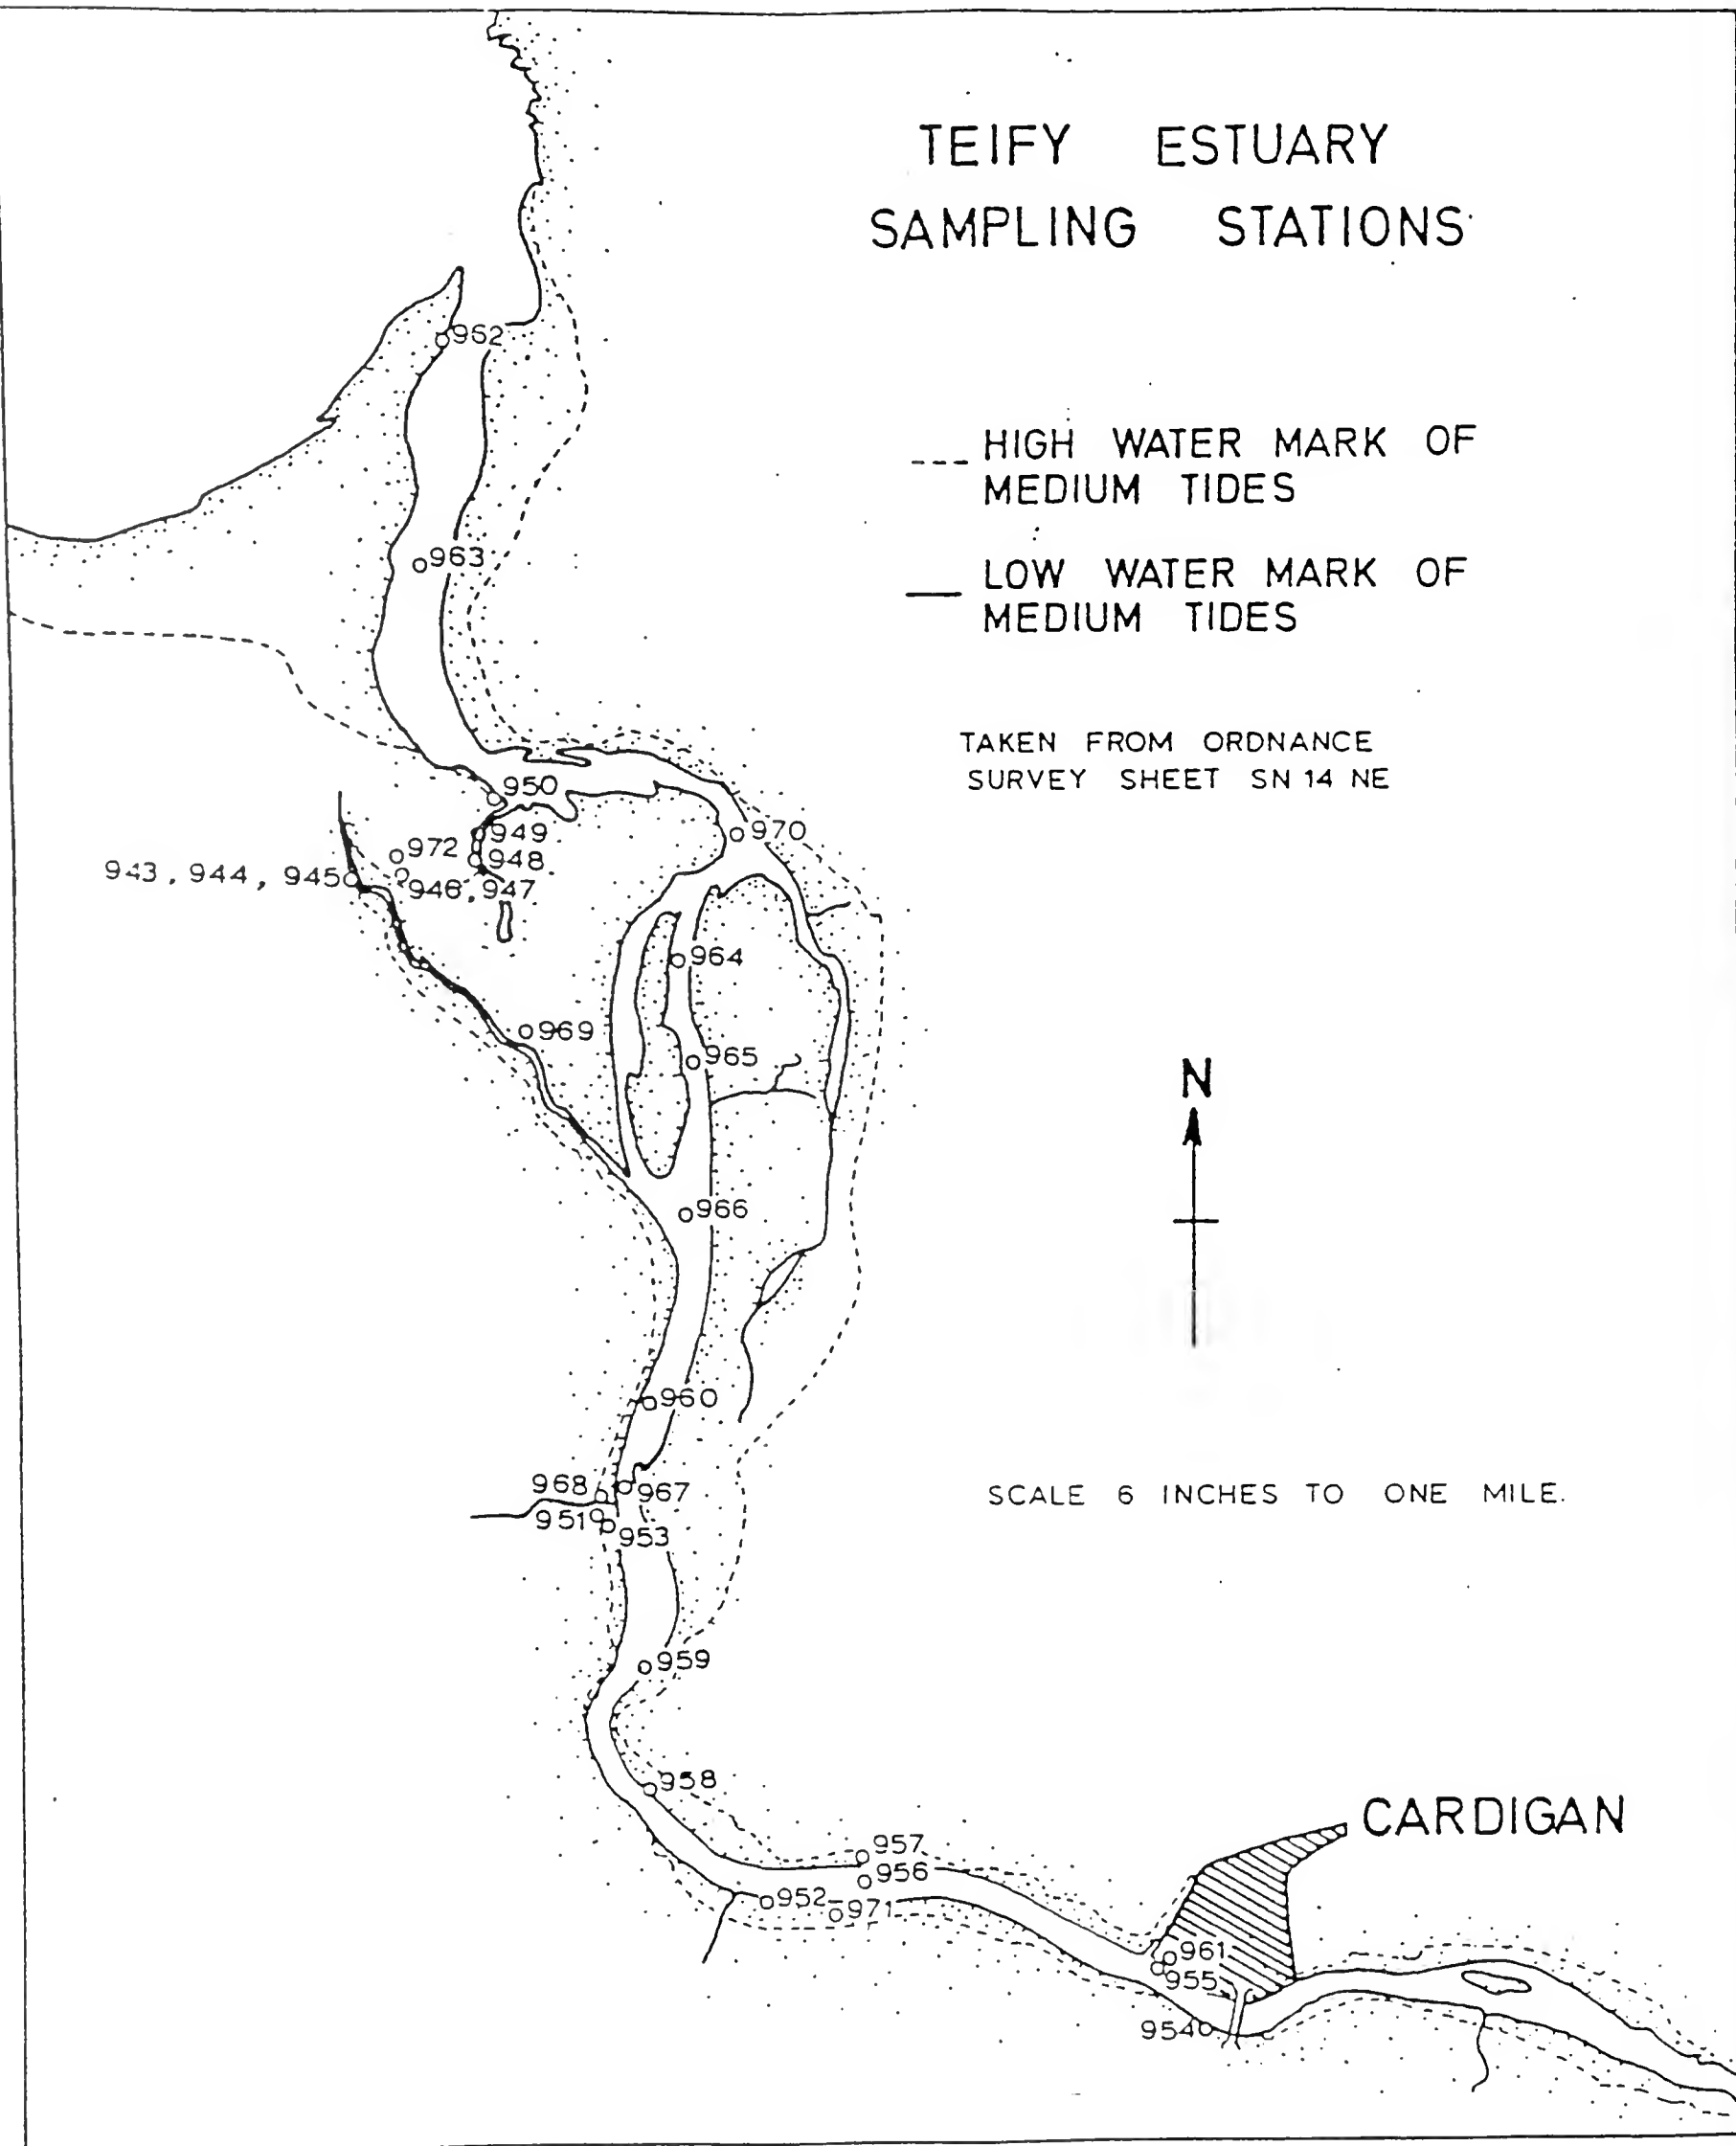 TEIFY ESTUARY
SAMPLING STATIONS
962
--- HIGH WATER MARK OF
MEDIUM TIDES
963
— LOW WATER MARK OF
MEDIUM TIDES
TAKEN FROM ORDNANCE
SURVEY SHEET SN 14 NE
950
949
970
972
948
943, 944, 945
946, 947
964
969
965
N
966
960
968
967
SCALE 6 INCHES TO ONE MILE.
951
953
959
958
CARDIGAN
957
956
952
971
961
955
954